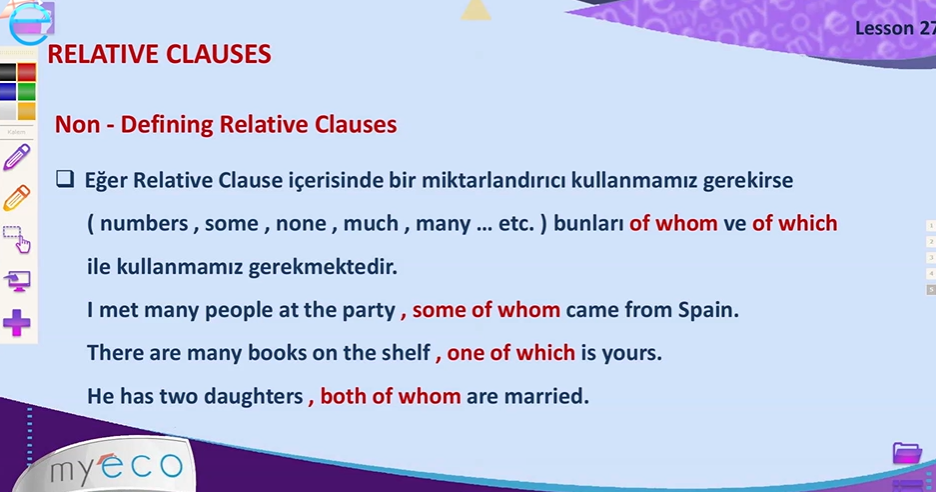 Lesson 27
RELATIVE CLAUSES
Non - Defining Relative Clauses
Eğer Relative Clause içerisinde bir miktarlandırıcı kullanmamız gerekirse
( numbers , some , none , much , many ... etc. ) bunları of whom ve of which
ile kullanmamız gerekmektedir.
I met many people at the party , some of whom came from Spain.
There are many books on the shelf , one of which is yours.
He has two daughters , both of whom are married.
Kalem
1
2
3
4
5
myeco